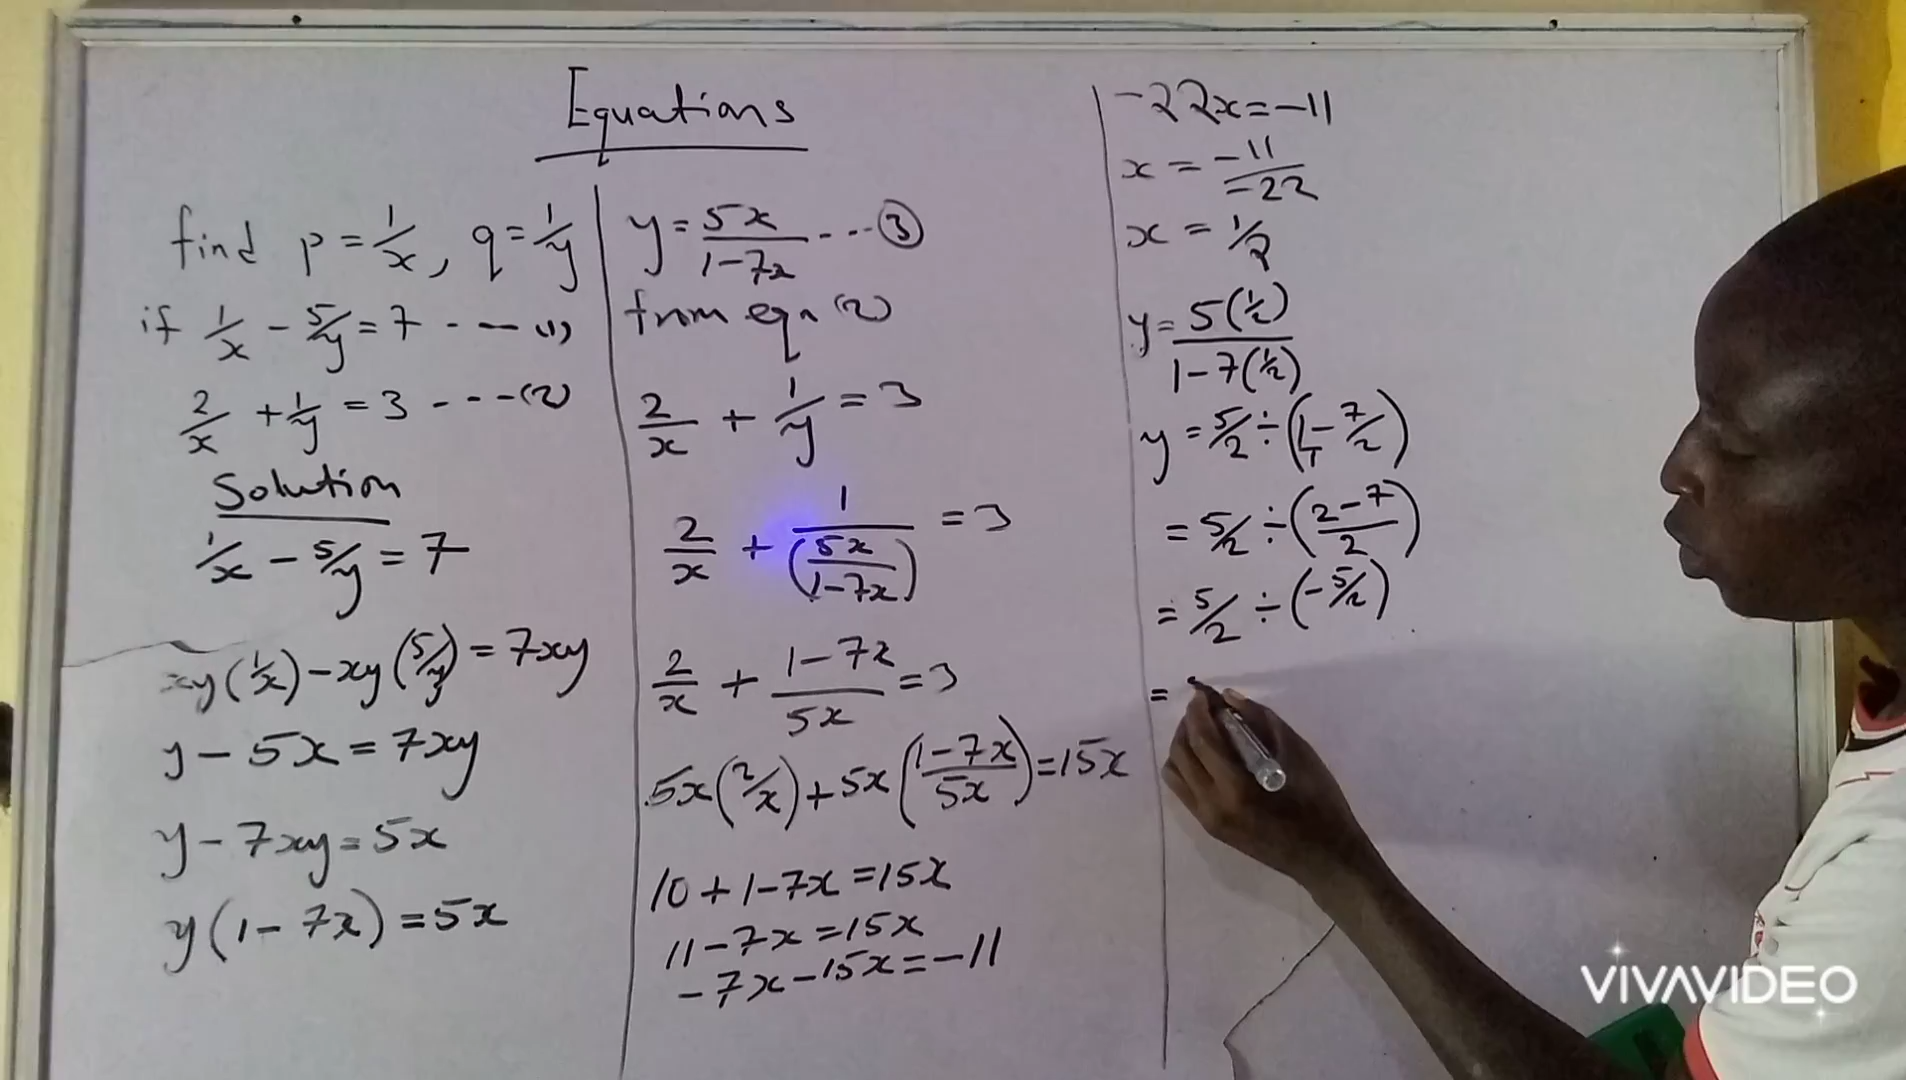 Equations
find p = 1/x, q = 1/y
if 1/x - 5/y = 7 - - - (1)
2/x + 1/y = 3 - - - (2)
Solution
1/x - 5/y = 7
xy(1/x) - xy(5/y) = 7xy
y - 5x = 7xy
y - 7xy = 5x
y(1 - 7x) = 5x
y = 5x/1-7x - - - ③
from eqn (2)
2/x + 1/y = 3
2/x + 1/(5x/1-7x) = 3
2/x + 1-7x/5x = 3
5x(2/x) + 5x(1-7x/5x) = 15x
10 + 1 - 7x = 15x
11 - 7x = 15x
-7x - 15x = -11
-22x = -11
x = -11/-22
x = 1/2
y = 5(1/2)/1-7(1/2)
y = 5/2 ÷ (1/1 - 7/2)
= 5/2 ÷ (2-7/2)
= 5/2 ÷ (-5/2)
=
VIVAVIDEO